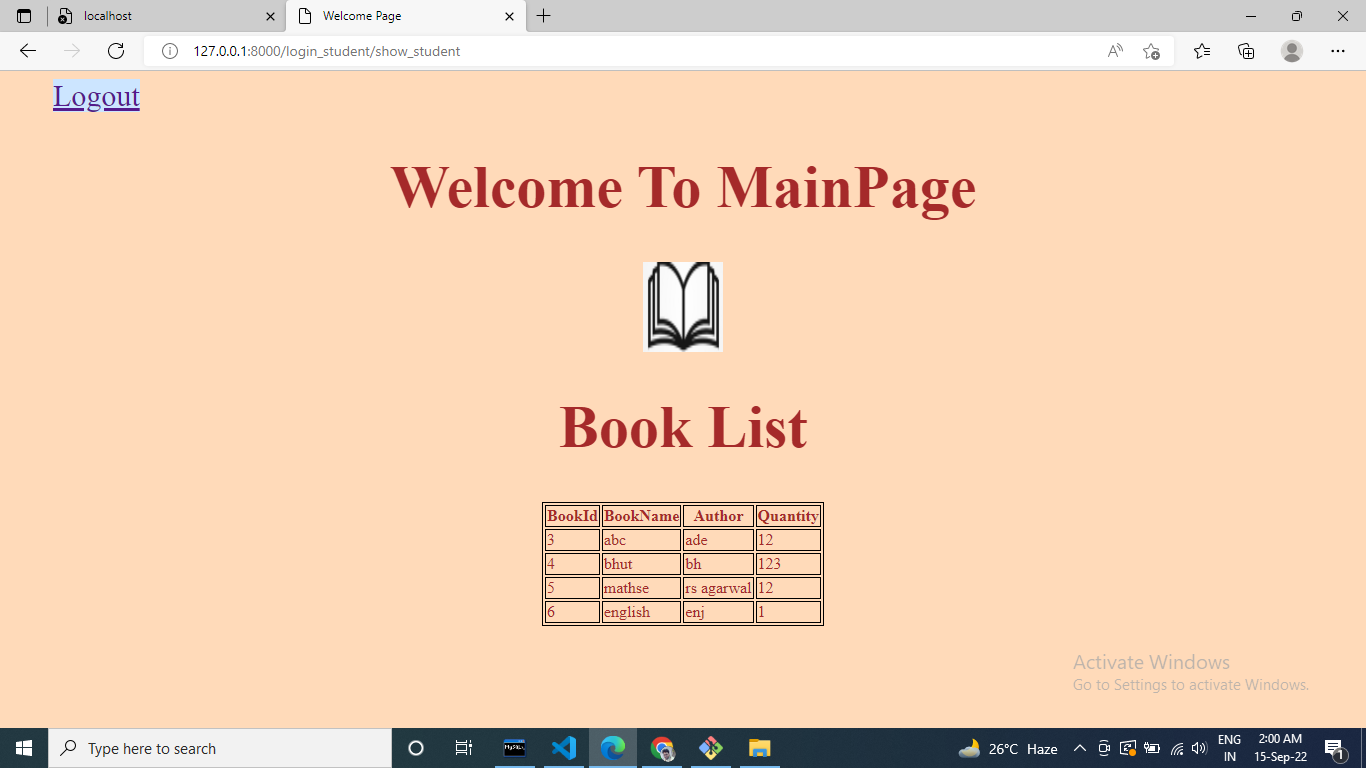 localhost
Welcome Page
127.0.0.1:8000/login_student/show_student
Logout
Welcome To MainPage
Book List
BookId BookName Author Quantity
3 abc ade 12
4 bhut bh 123
5 mathse rs agarwal 12
6 english enj 1
Activate Windows
Go to Settings to activate Windows.
Type here to search
26°C Haze
ENG
IN
2:00 AM
15-Sep-22
1